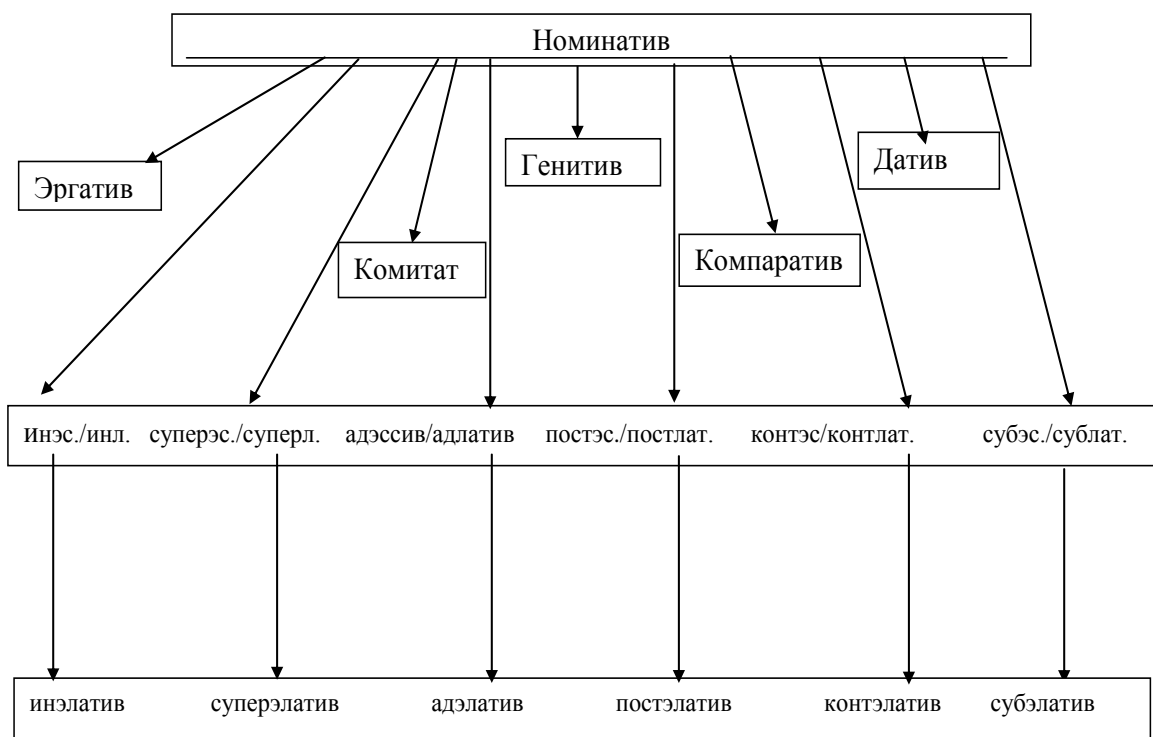 Номинатив
Генитив
Датив
Эргатив
Комитат
Компаратив
инэс./инл. суперэс./суперл. адэссив/адлатив постэс./постлат. контэс/контлат. субэс./сублат.
инэлатив суперэлатив адэлатив постэлатив контэлатив субэлатив